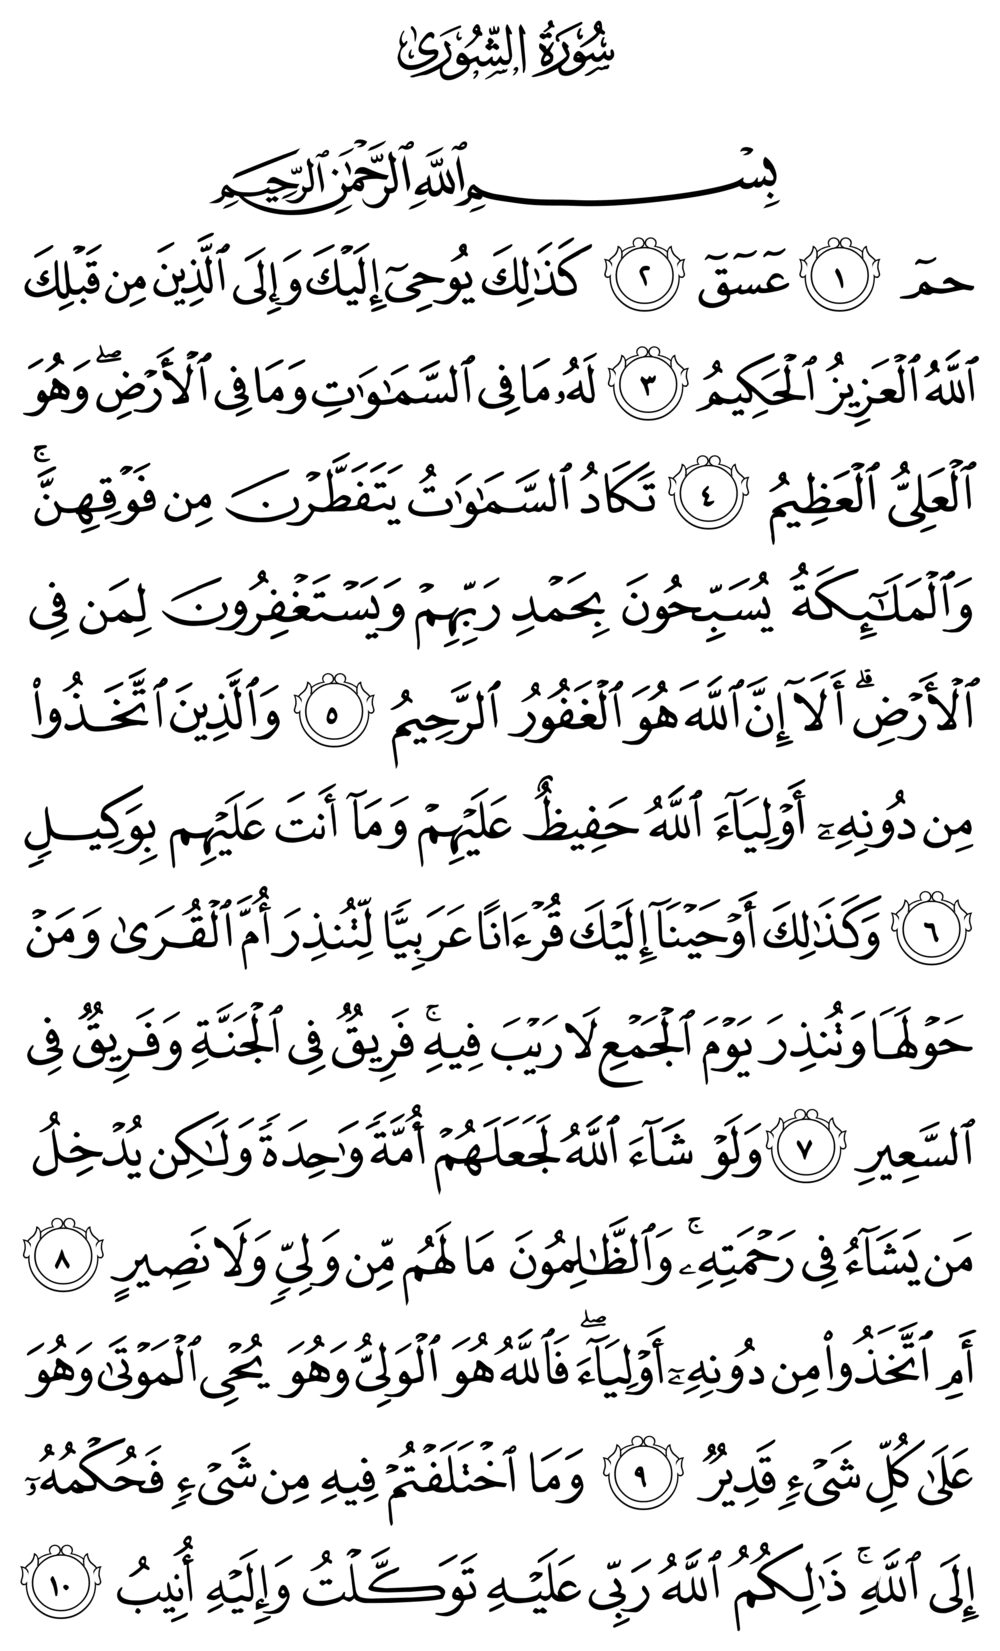 سُورَةُ الشُّورَىٰ
بِسْمِ ٱللَّهِ ٱلرَّحْمَٰنِ ٱلرَّحِيمِ
حمٓ ١ عٓسٓقٓ ٢ كَذَٰلِكَ يُوحِىٓ إِلَيْكَ وَإِلَى ٱلَّذِينَ مِن قَبْلِكَ
ٱللَّهُ ٱلْعَزِيزُ ٱلْحَكِيمُ ٣ لَهُۥ مَا فِى ٱلسَّمَٰوَٰتِ وَمَا فِى ٱلْأَرْضِۖ وَهُوَ
ٱلْعَلِىُّ ٱلْعَظِيمُ ٤ تَكَادُ ٱلسَّمَٰوَٰتُ يَتَفَطَّرْنَ مِن فَوْقِهِنَّۚ
وَٱلْمَلَٰٓئِكَةُ يُسَبِّحُونَ بِحَمْدِ رَبِّهِمْ وَيَسْتَغْفِرُونَ لِمَن فِى
ٱلْأَرْضِۗ أَلَآ إِنَّ ٱللَّهَ هُوَ ٱلْغَفُورُ ٱلرَّحِيمُ ٥ وَٱلَّذِينَ ٱتَّخَذُوا۟
مِن دُونِهِۦٓ أَوْلِيَآءَ ٱللَّهُ حَفِيظٌ عَلَيْهِمْ وَمَآ أَنتَ عَلَيْهِم بِوَكِيلٍ
٦ وَكَذَٰلِكَ أَوْحَيْنَآ إِلَيْكَ قُرْءَانًا عَرَبِيًّا لِّتُنذِرَ أُمَّ ٱلْقُرَىٰ وَمَنْ
حَوْلَهَا وَتُنذِرَ يَوْمَ ٱلْجَمْعِ لَا رَيْبَ فِيهِۚ فَرِيقٌ فِى ٱلْجَنَّةِ وَفَرِيقٌ فِى
ٱلسَّعِيرِ ٧ وَلَوْ شَآءَ ٱللَّهُ لَجَعَلَهُمْ أُمَّةً وَٰحِدَةً وَلَٰكِن يُدْخِلُ
مَن يَشَآءُ فِى رَحْمَتِهِۦۚ وَٱلظَّٰلِمُونَ مَا لَهُم مِّن وَلِىٍّ وَلَا نَصِيرٍ ٨
أَمِ ٱتَّخَذُوا۟ مِن دُونِهِۦٓ أَوْلِيَآءَۖ فَٱللَّهُ هُوَ ٱلْوَلِىُّ وَهُوَ يُحْىِ ٱلْمَوْتَىٰ وَهُوَ
عَلَىٰ كُلِّ شَىْءٍ قَدِيرٌ ٩ وَمَا ٱخْتَلَفْتُمْ فِيهِ مِن شَىْءٍ فَحُكْمُهُۥٓ
إِلَى ٱللَّهِۚ ذَٰلِكُمُ ٱللَّهُ رَبِّى عَلَيْهِ تَوَكَّلْتُ وَإِلَيْهِ أُنِيبُ ١٠